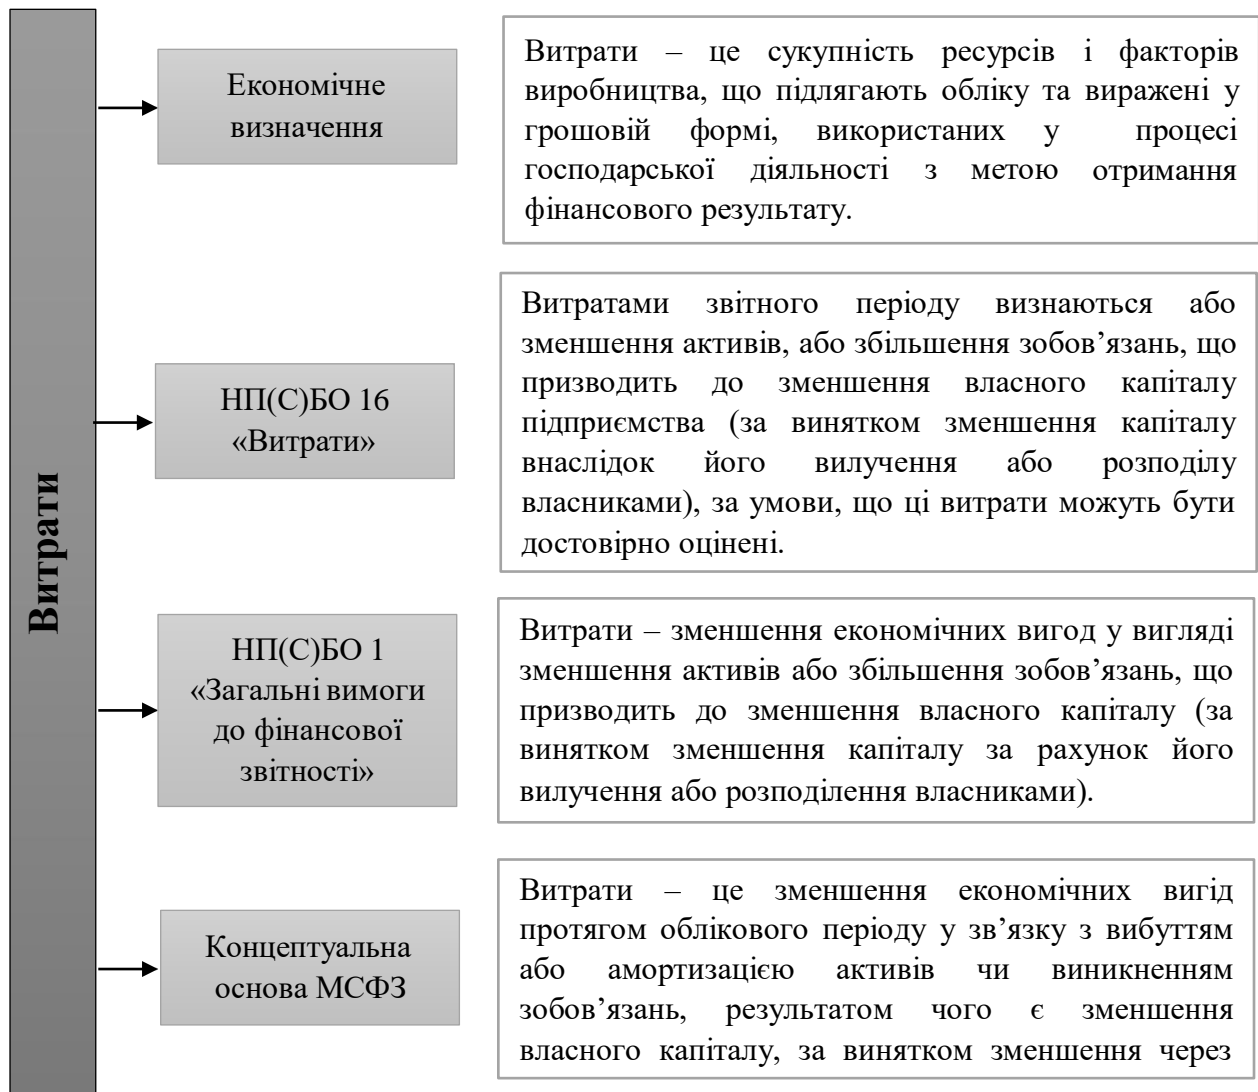 Витрати
Економічне
визначення
Витрати – це сукупність ресурсів і факторів
виробництва, що підлягають обліку та виражені у
грошовій формі, використаних у процесі
господарської діяльності з метою отримання
фінансового результату.
НП(С)БО 16
«Витрати»
Витратами звітного періоду визнаються або
зменшення активів, або збільшення зобов’язань, що
призводить до зменшення власного капіталу
підприємства (за винятком зменшення капіталу
внаслідок його вилучення або розподілу
власниками), за умови, що ці витрати можуть бути
достовірно оцінені.
НП(С)БО 1
«Загальні вимоги
до фінансової
звітності»
Витрати – зменшення економічних вигод у вигляді
зменшення активів або збільшення зобов’язань, що
призводить до зменшення власного капіталу (за
винятком зменшення капіталу за рахунок його
вилучення або розподілення власниками).
Концептуальна
основа МСФЗ
Витрати – це зменшення економічних вигід
протягом облікового періоду у зв’язку з вибуттям
або амортизацією активів чи виникненням
зобов’язань, результатом чого є зменшення
власного капіталу, за винятком зменшення через